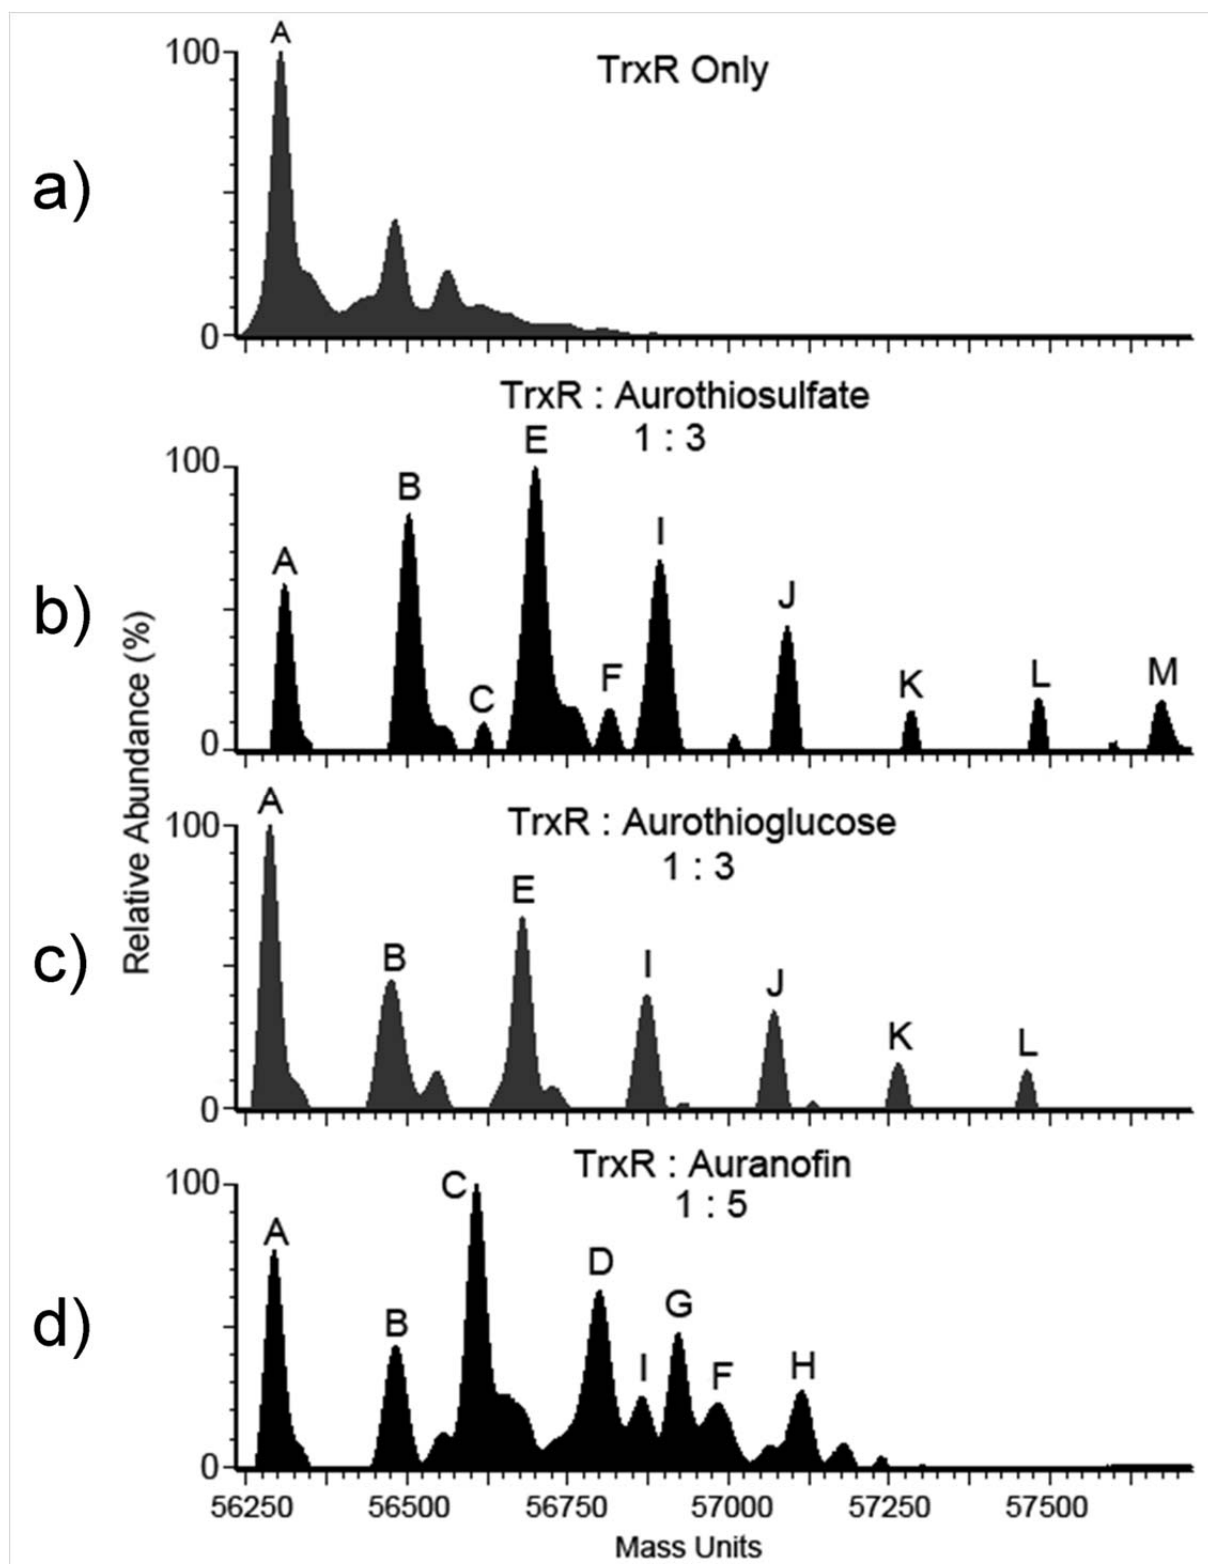 a)
A
100
0
TrxR Only
b)
TrxR : Aurothiosulfate
1 : 3
100
0
A
B
C
E
F
I
J
K
L
M
Relative Abundance (%)
c)
TrxR : Aurothioglucose
1 : 3
100
0
A
B
E
I
J
K
L
d)
TrxR : Auranofin
1 : 5
100
0
A
B
C
D
I
G
F
H
56250 56500 56750 57000 57250 57500
Mass Units